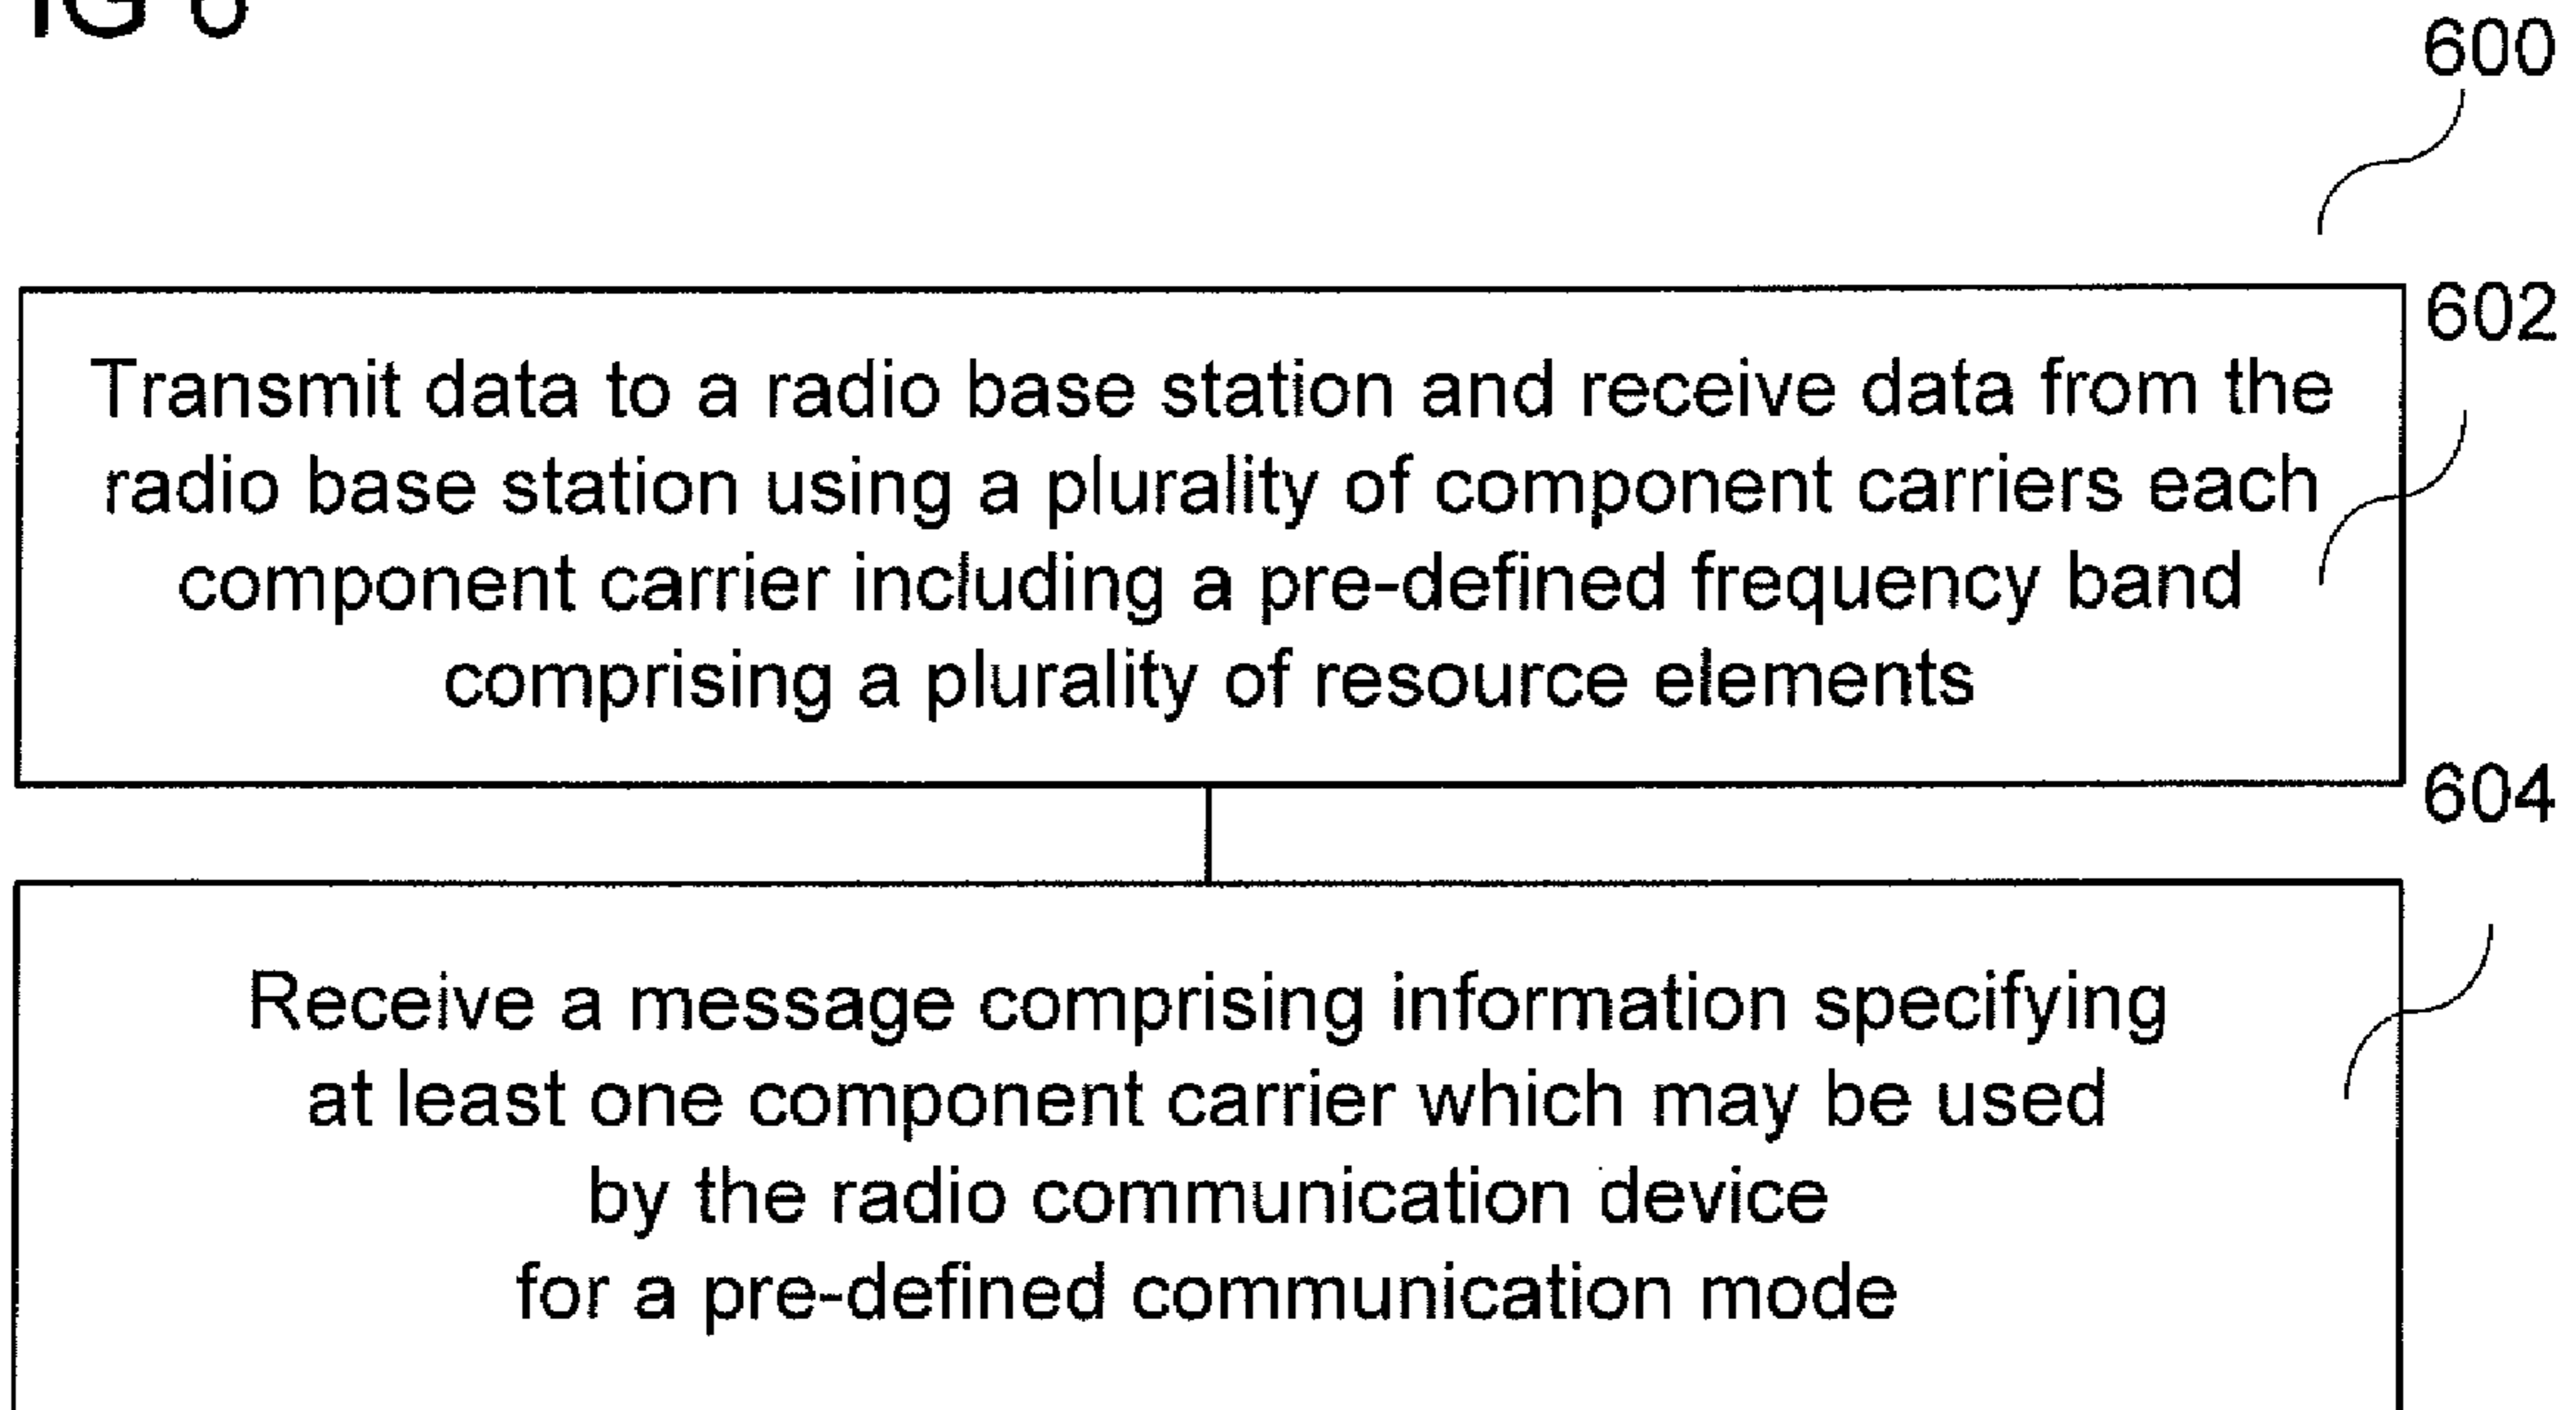 IG 6
600
602
Transmit data to a radio base station and receive data from the
radio base station using a plurality of component carriers each
component carrier including a pre-defined frequency band
comprising a plurality of resource elements
604
Receive a message comprising information specifying
at least one component carrier which may be used
by the radio communication device
for a pre-defined communication mode